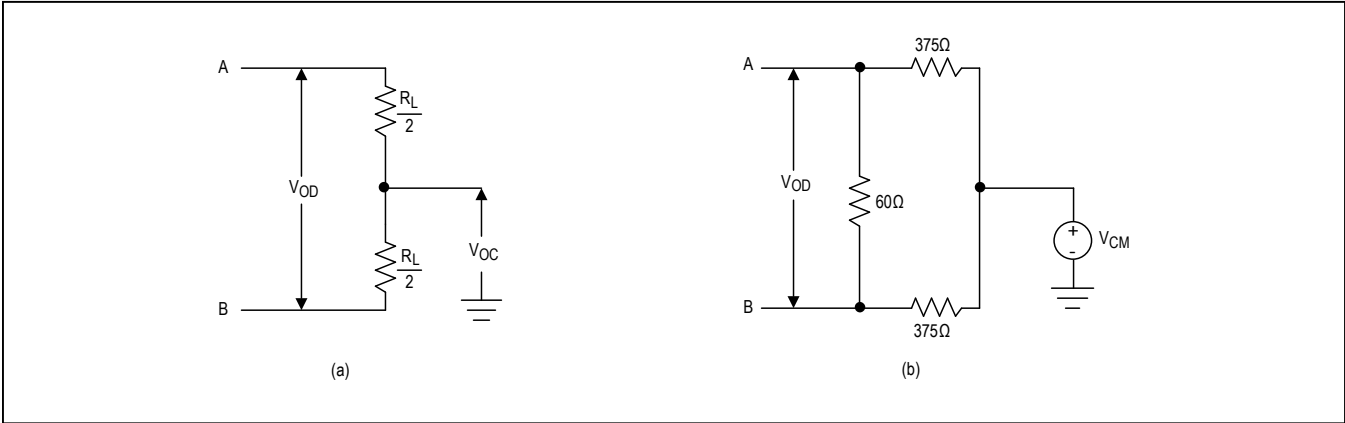 A
B
V_OD
R_L
2
R_L
2
V_OC
(a)
A
B
V_OD
375Ω
60Ω
375Ω
+
-
V_CM
(b)